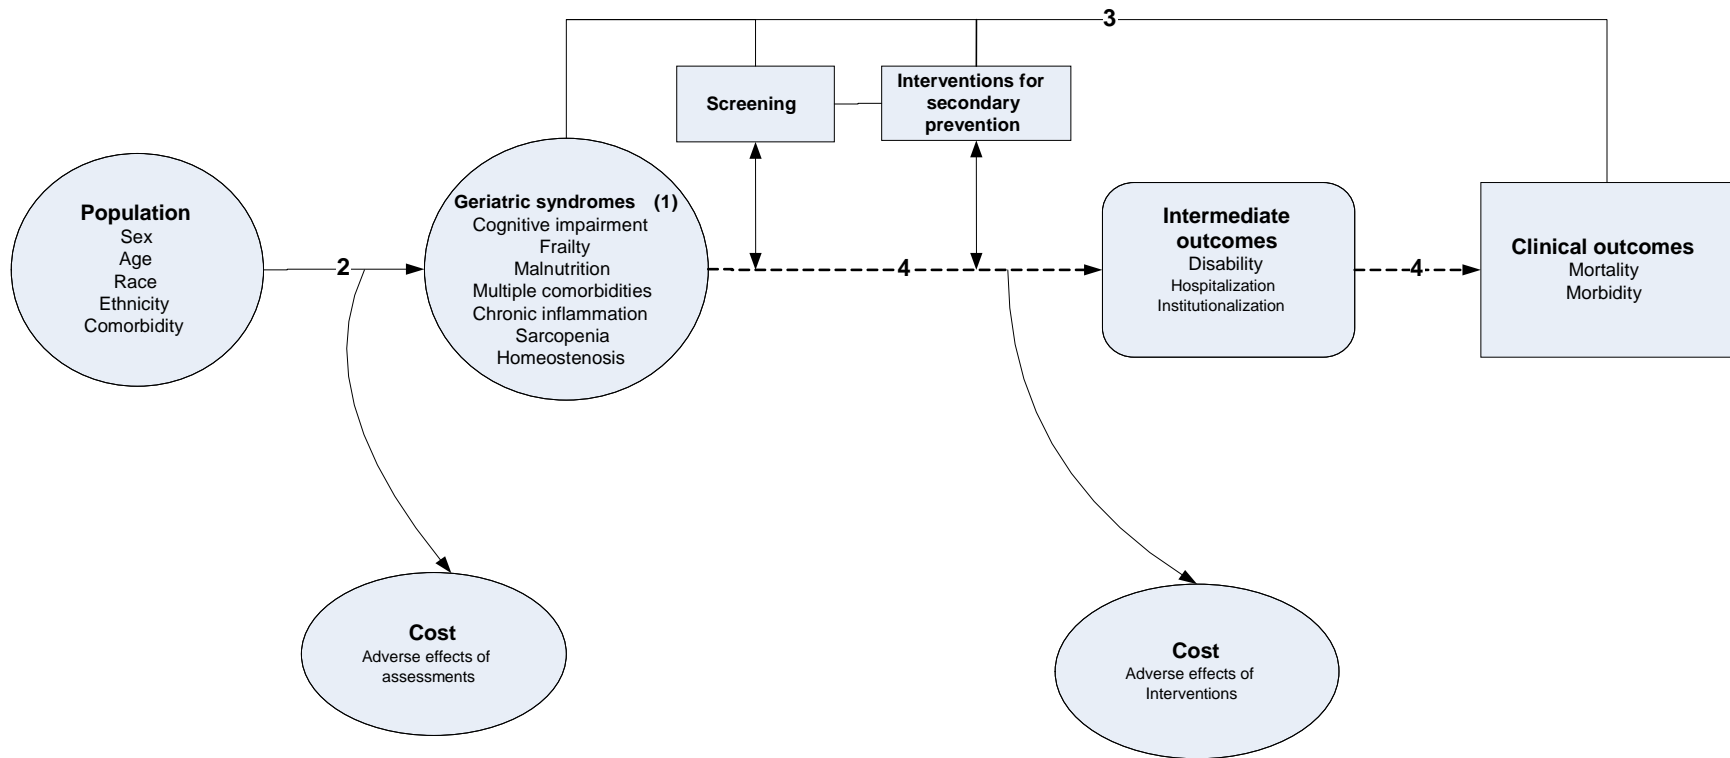 3
Screening
Interventions for
secondary
prevention
Population
Sex
Age
Race
Ethnicity
Comorbidity
2
Geriatric syndromes (1)
Cognitive impairment
Frailty
Malnutrition
Multiple comorbidities
Chronic inflammation
Sarcopenia
Homeostenosis
4
Intermediate
outcomes
Disability
Hospitalization
Institutionalization
4
Clinical outcomes
Mortality
Morbidity
Cost
Adverse effects of
assessments
Cost
Adverse effects of
Interventions